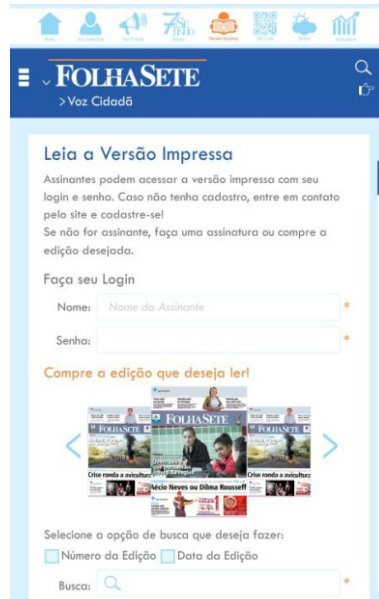 FOLHASETE
>Voz Cidadã
Leia a Versão Impressa
Assinantes podem acessar a versão impressa com seu
login e senha. Caso não tenha cadastro, entre em contato
pelo site e cadastre-se!
Se não for assinante, faça uma assinatura ou compre a
edição desejada.
Faça seu Login
Nome: Nome do Assinante *
Senha: *
Compre a edição que deseja ler!
< >
FOLHASETE FOLHASETE FOLHASETE
Crise ronda a avicultura Aécio Neves ou Dilma Rousseff Crise ronda a avicultura
Selecione a opção de busca que deseja fazer:
Número da Edição Data da Edição
Busca: *